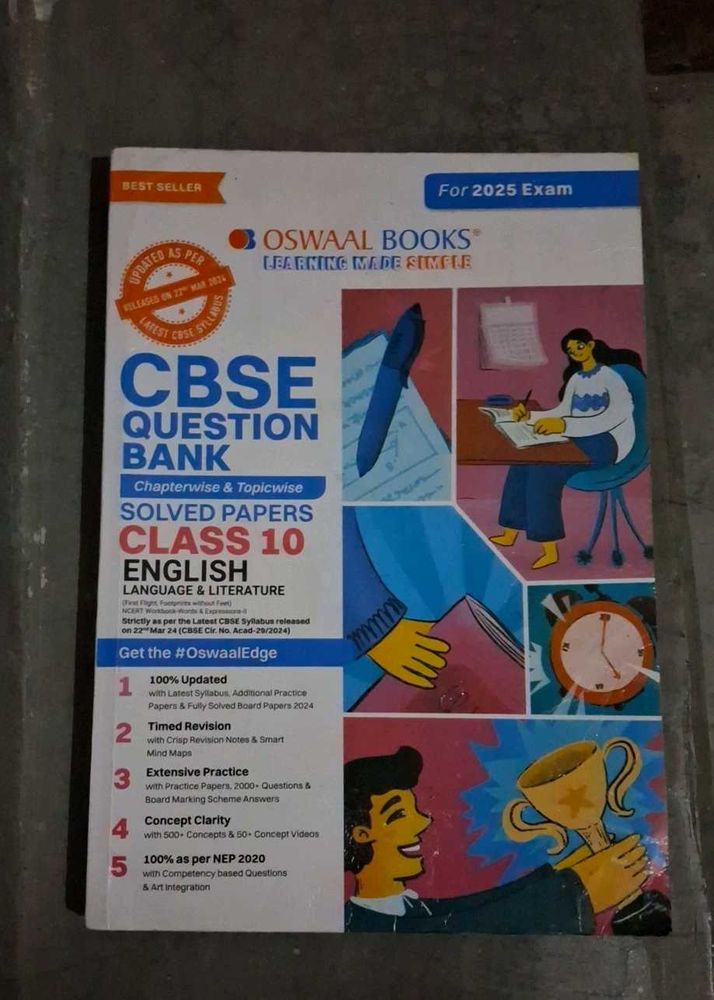 BEST SELLER
For 2025 Exam
OSWAAL BOOKS®
LEARNING MADE SIMPLE
UPDATED AS PER
RELEASED ON 22ND MAR 2024
LATEST CBSE SYLLABUS
CBSE
QUESTION
BANK
Chapterwise & Topicwise
SOLVED PAPERS
CLASS 10
ENGLISH
LANGUAGE & LITERATURE
(First Flight, Footprints without Feet)
NCERT Workbook-Words & Expressions-II
Strictly as per the Latest CBSE Syllabus released
on 22nd Mar 24 (CBSE Cir. No. Acad-29/2024)
Get the #OswaalEdge
1 100% Updated
with Latest Syllabus, Additional Practice
Papers & Fully Solved Board Papers 2024
2 Timed Revision
with Crisp Revision Notes & Smart
Mind Maps
3 Extensive Practice
with Practice Papers, 2000+ Questions &
Board Marking Scheme Answers
4 Concept Clarity
with 500+ Concepts & 50+ Concept Videos
5 100% as per NEP 2020
with Competency based Questions
& Art Integration